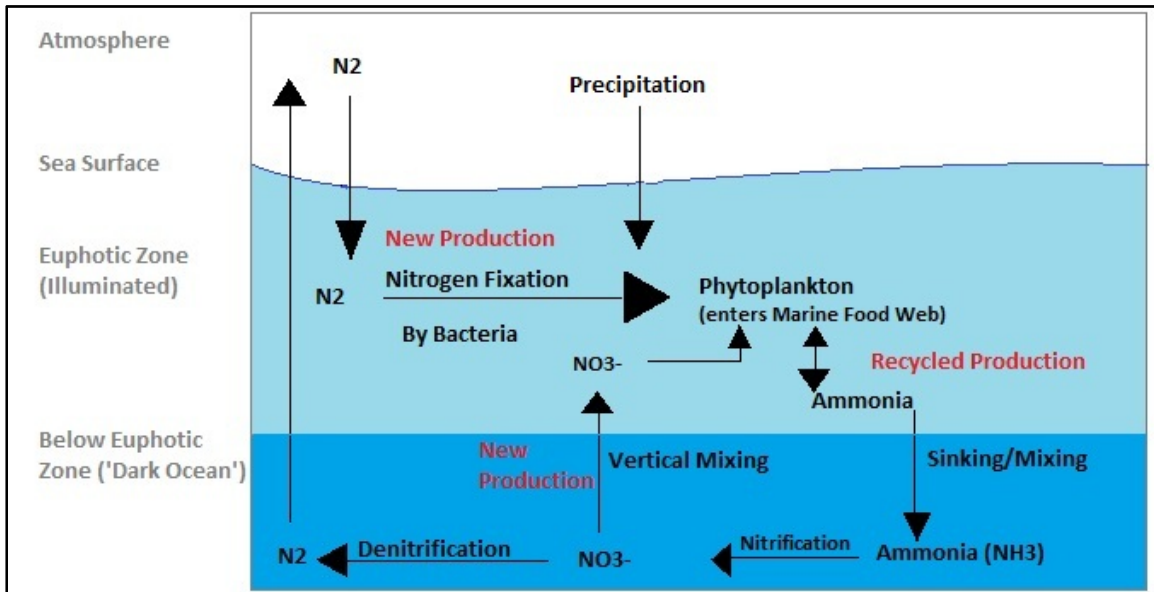 Atmosphere
N2
Precipitation
Sea Surface
Euphotic Zone
(Illuminated)
New Production
Nitrogen Fixation
N2
By Bacteria
Phytoplankton
(enters Marine Food Web)
NO3-
Recycled Production
Ammonia
Below Euphotic
Zone ('Dark Ocean')
New
Production
Vertical Mixing
Sinking/Mixing
N2
Denitrification
NO3-
Nitrification
Ammonia (NH3)